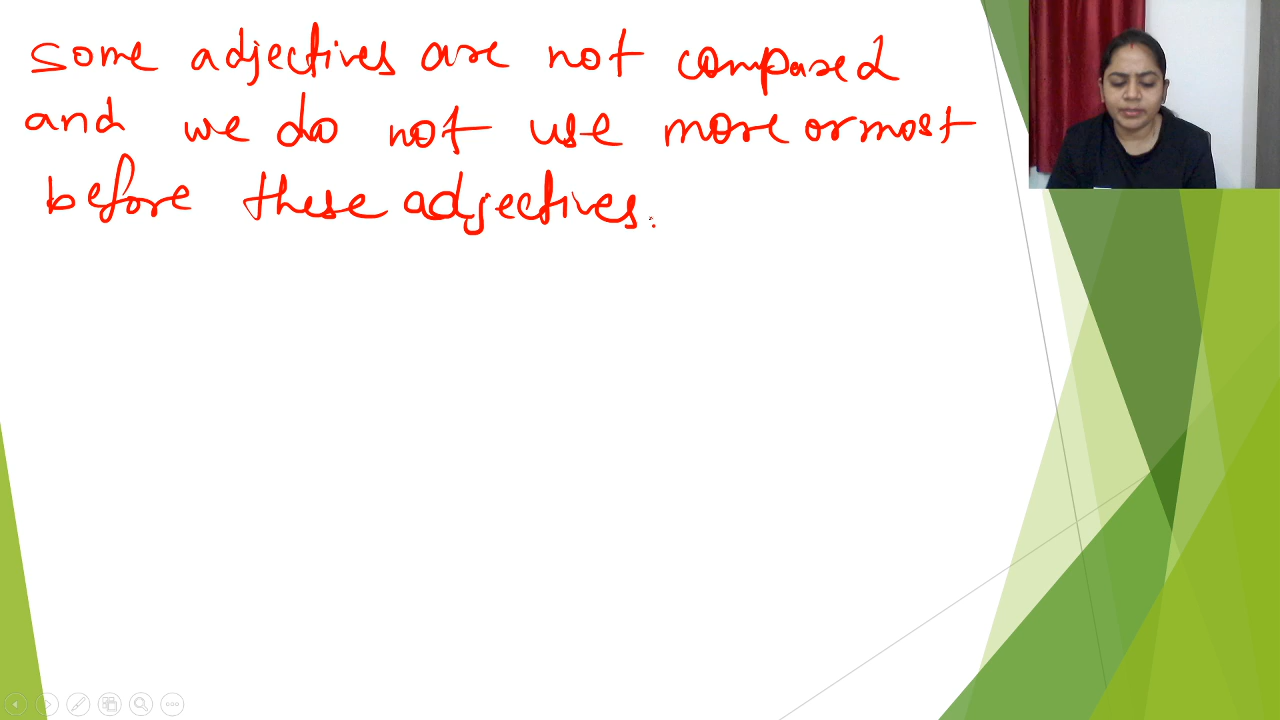 some adjectives are not compared
and we do not use more or most
before these adjectives.